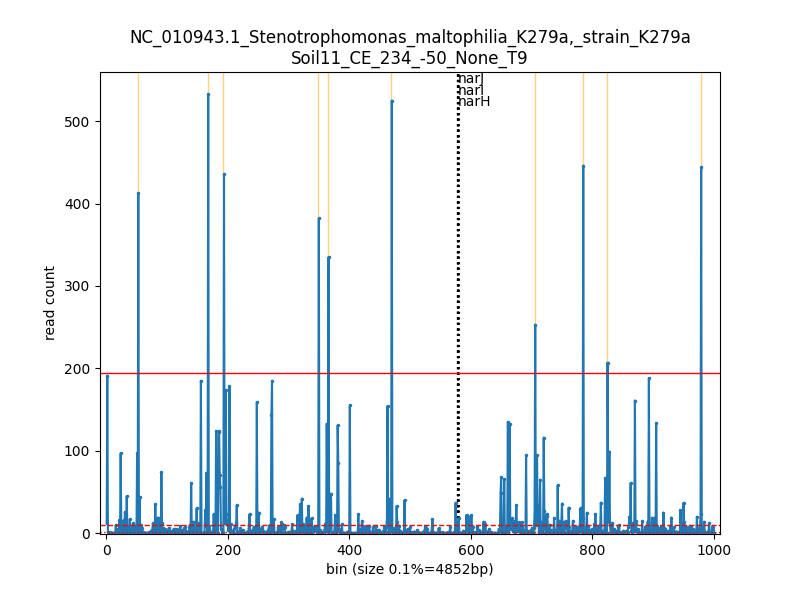 NC_010943.1_Stenotrophomonas_maltophilia_K279a,_strain_K279a
Soil11_CE_234_-50_None_T9
narJ
narI
narH
500
400
300
200
100
0
read count
0 200 400 600 800 1000
bin (size 0.1%=4852bp)